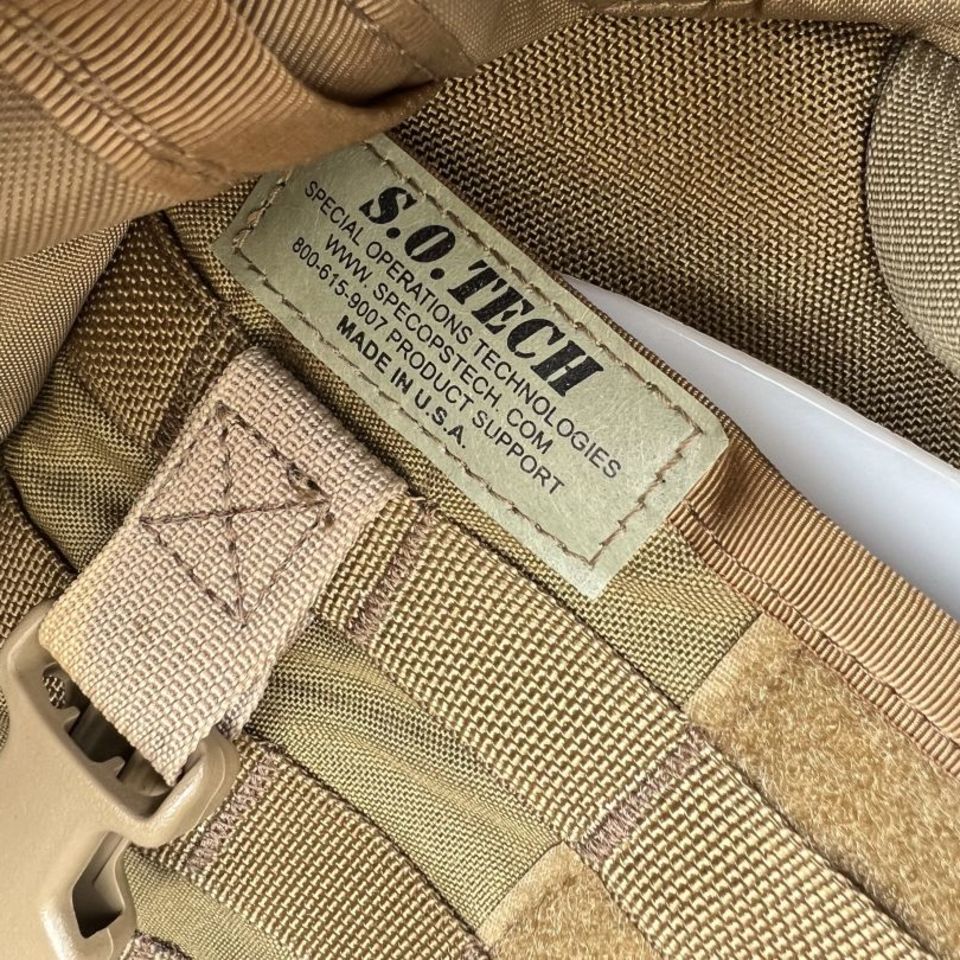 S.O.TECH
SPECIAL OPERATIONS TECHNOLOGIES
WWW. SPECOPSTECH. COM
800-615-9007 PRODUCT SUPPORT
MADE IN U.S.A.